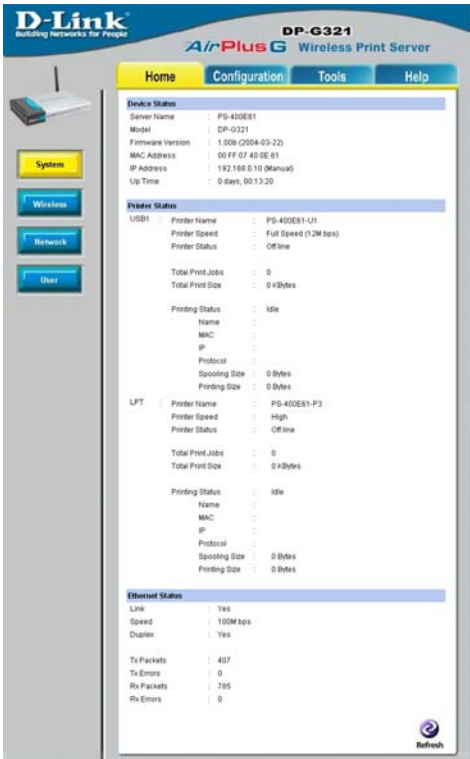 D-Link
Building Networks for People
DP-G321
AirPlus G Wireless Print Server
Home Configuration Tools Help
System
Wireless
Network
User
Device Status
Server Name : PS-400E61
Model : DP-G321
Firmware Version : 1.00b (2004-03-22)
MAC Address : 00 FF 07 40 0E 61
IP Address : 192.168.0.10 (Manual)
Up Time : 0 days, 00:13:20
Printer Status
USB1 : Printer Name : PS-400E61-U1
Printer Speed : Full Speed (12M bps)
Printer Status : Off line
Total Print Jobs : 0
Total Print Size : 0 KBytes
Printing Status : Idle
Name :
MAC :
IP :
Protocol :
Spooling Size : 0 Bytes
Printing Size : 0 Bytes
LPT : Printer Name : PS-400E61-P3
Printer Speed : High
Printer Status : Off line
Total Print Jobs : 0
Total Print Size : 0 KBytes
Printing Status : Idle
Name :
MAC :
IP :
Protocol :
Spooling Size : 0 Bytes
Printing Size : 0 Bytes
Ethernet Status
Link : Yes
Speed : 100M bps
Duplex : Yes
Tx Packets : 407
Tx Errors : 0
Rx Packets : 785
Rx Errors : 0
Refresh